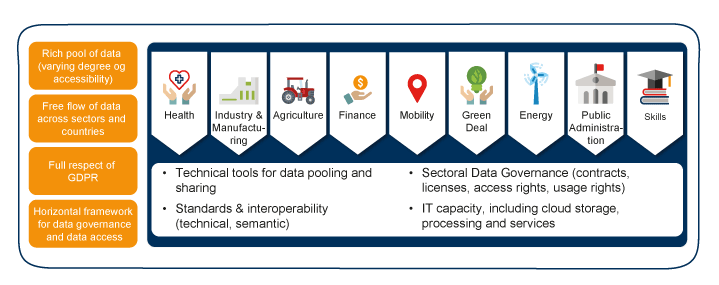 Rich pool of data
(varying degree og
accessibility)
Free flow of data
across sectors and
countries
Full respect of
GDPR
Horizontal framework
for data governance
and data access
Health
Industry &
Manufactu-
ring
Agriculture
Finance
Mobility
Green
Deal
Energy
Public
Administra-
tion
Skills
• Technical tools for data pooling and
sharing
• Standards & interoperability
(technical, semantic)
• Sectoral Data Governance (contracts,
licenses, access rights, usage rights)
• IT capacity, including cloud storage,
processing and services